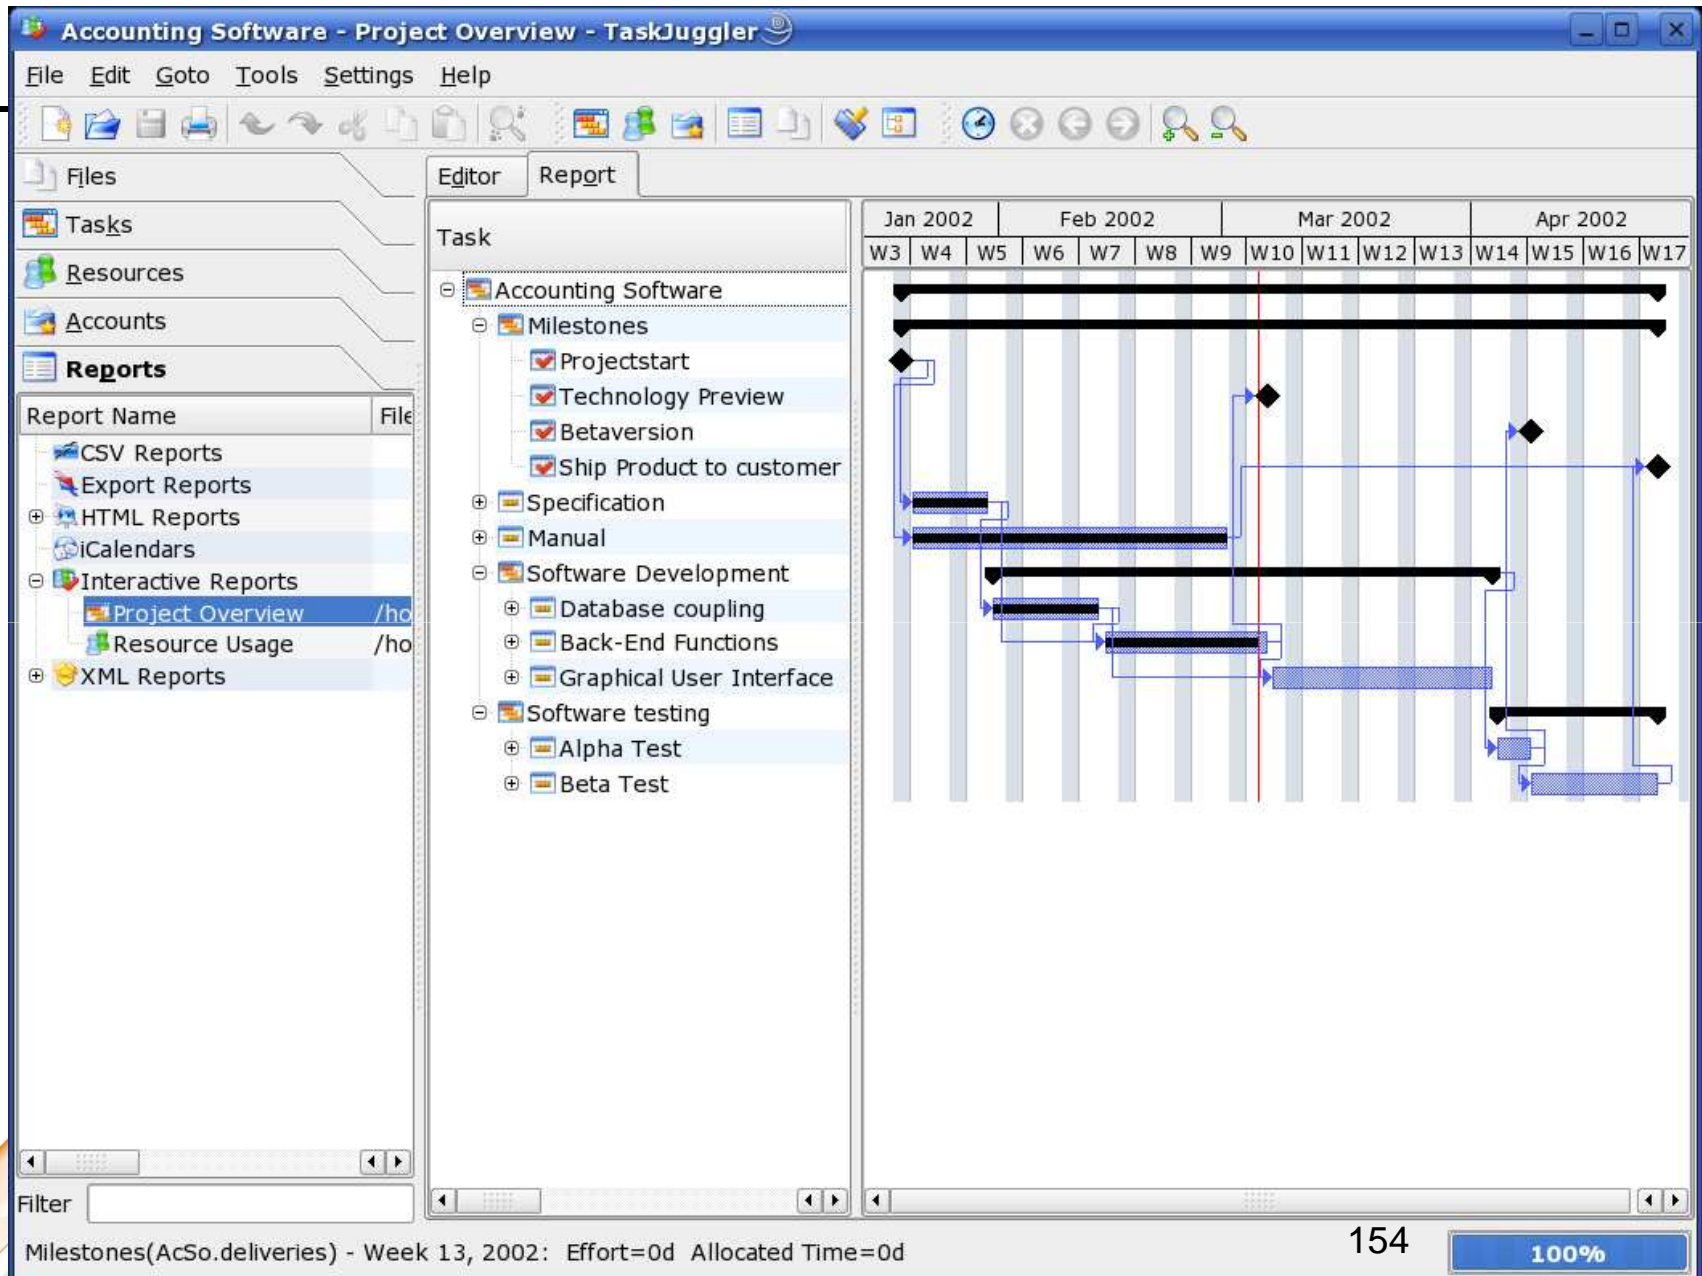 Accounting Software - Project Overview - TaskJuggler
File Edit Goto Tools Settings Help
Files
Tasks
Resources
Accounts
Reports
Report Name File
CSV Reports
Export Reports
HTML Reports
iCalendars
Interactive Reports
Project Overview /ho
Resource Usage /ho
XML Reports
Filter
Editor Report
Task
Accounting Software
Milestones
Projectstart
Technology Preview
Betaversion
Ship Product to customer
Specification
Manual
Software Development
Database coupling
Back-End Functions
Graphical User Interface
Software testing
Alpha Test
Beta Test
Jan 2002 Feb 2002 Mar 2002 Apr 2002
W3 W4 W5 W6 W7 W8 W9 W10 W11 W12 W13 W14 W15 W16 W17
Milestones(AcSo.deliveries) - Week 13, 2002: Effort=0d Allocated Time=0d
154
100%